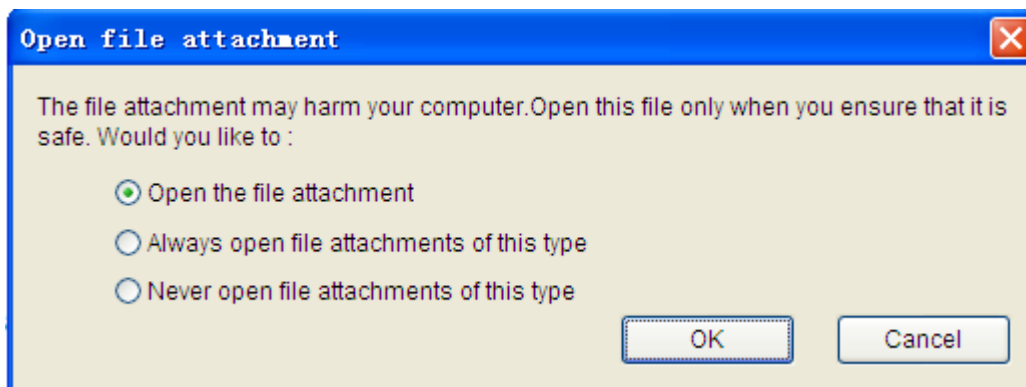 Open file attachment
The file attachment may harm your computer.Open this file only when you ensure that it is
safe. Would you like to :
Open the file attachment
Always open file attachments of this type
Never open file attachments of this type
OK
Cancel